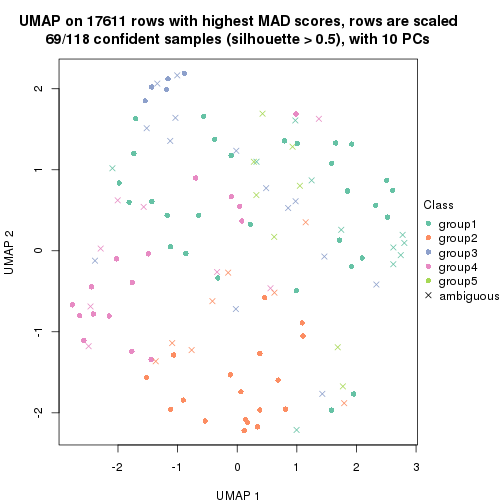 UMAP on 17611 rows with highest MAD scores, rows are scaled
69/118 confident samples (silhouette > 0.5), with 10 PCs
2
1
0
-1
-2
UMAP 2
-2
-1
0
1
2
3
UMAP 1
Class
group1
group2
group3
group4
group5
ambiguous